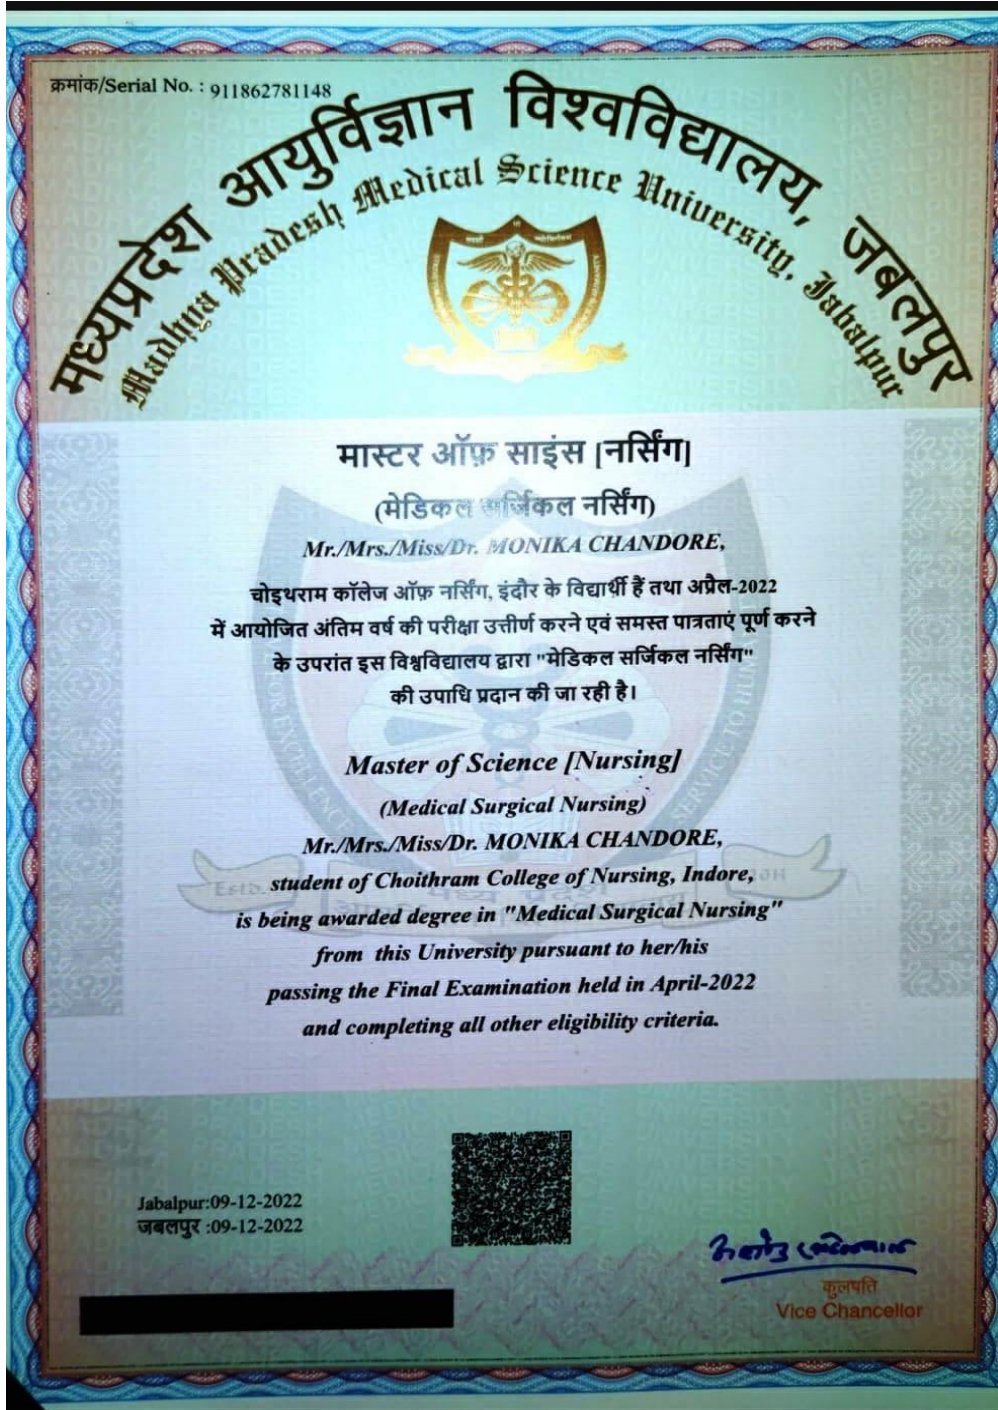 क्रमांक/Serial No. : 911862781148
मध्यप्रदेश आयुर्विज्ञान विश्वविद्यालय, जबलपुर
Madhya Pradesh Medical Science University, Jabalpur
मास्टर ऑफ़ साइंस [नर्सिंग]
(मेडिकल सर्जिकल नर्सिंग)
Mr./Mrs./Miss/Dr. MONIKA CHANDORE,
चोइथराम कॉलेज ऑफ़ नर्सिंग, इंदौर के विद्यार्थी हैं तथा अप्रैल-2022
में आयोजित अंतिम वर्ष की परीक्षा उत्तीर्ण करने एवं समस्त पात्रताएं पूर्ण करने
के उपरांत इस विश्वविद्यालय द्वारा "मेडिकल सर्जिकल नर्सिंग"
की उपाधि प्रदान की जा रही है।
Master of Science [Nursing]
(Medical Surgical Nursing)
Mr./Mrs./Miss/Dr. MONIKA CHANDORE,
student of Choithram College of Nursing, Indore,
is being awarded degree in "Medical Surgical Nursing"
from this University pursuant to her/his
passing the Final Examination held in April-2022
and completing all other eligibility criteria.
Jabalpur:09-12-2022
जबलपुर :09-12-2022
कुलपति
Vice Chancellor